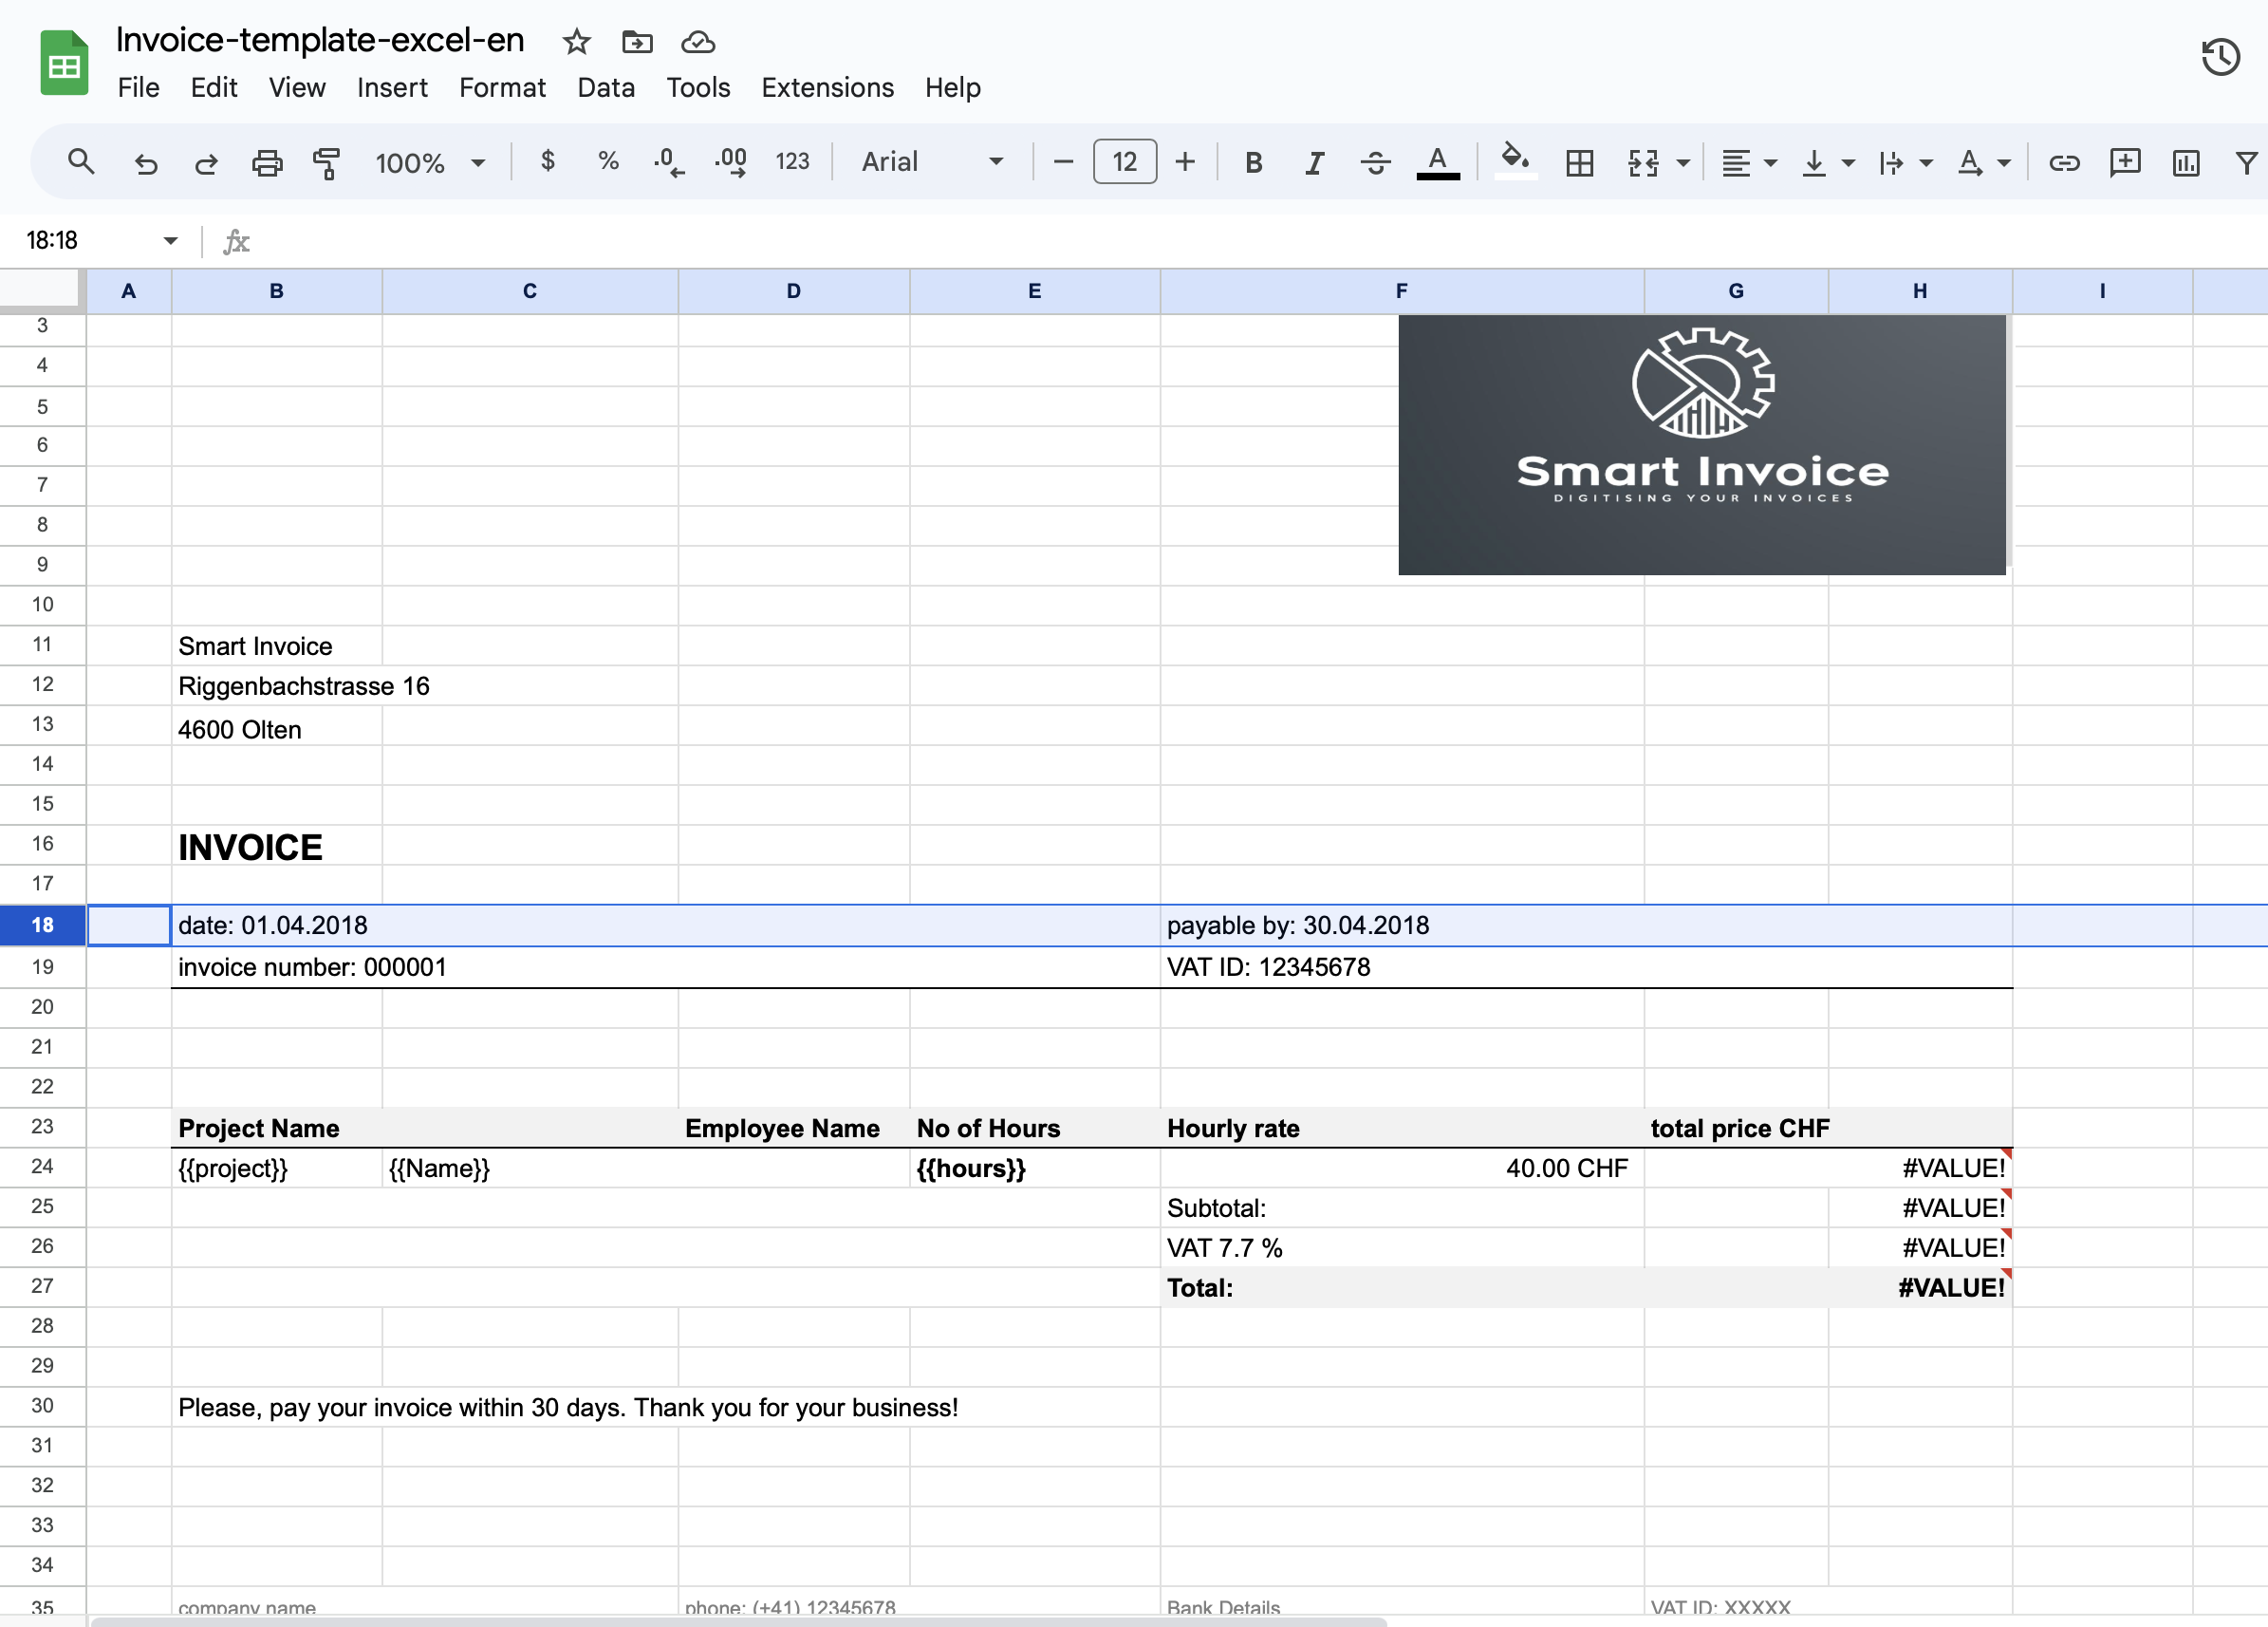 Invoice-template-excel-en
File Edit View Insert Format Data Tools Extensions Help
100% $ % .0 .00 123 Arial 12 B I S A A
18:18 fx
A B C D E F G H I
3
4
5
6
7
8
9
Smart Invoice
DIGITISING YOUR INVOICES
10
11 Smart Invoice
12 Riggenbachstrasse 16
13 4600 Olten
14
15
16 INVOICE
17
18 date: 01.04.2018 payable by: 30.04.2018
19 invoice number: 000001 VAT ID: 12345678
20
21
22
23 Project Name Employee Name No of Hours Hourly rate total price CHF
24 {{project}} {{Name}} {{hours}} 40.00 CHF #VALUE!
25 Subtotal: #VALUE!
26 VAT 7.7 % #VALUE!
27 Total: #VALUE!
28
29
30 Please, pay your invoice within 30 days. Thank you for your business!
31
32
33
34
35 company name phone: (+41) 12345678 Bank Details VAT ID: XXXXX